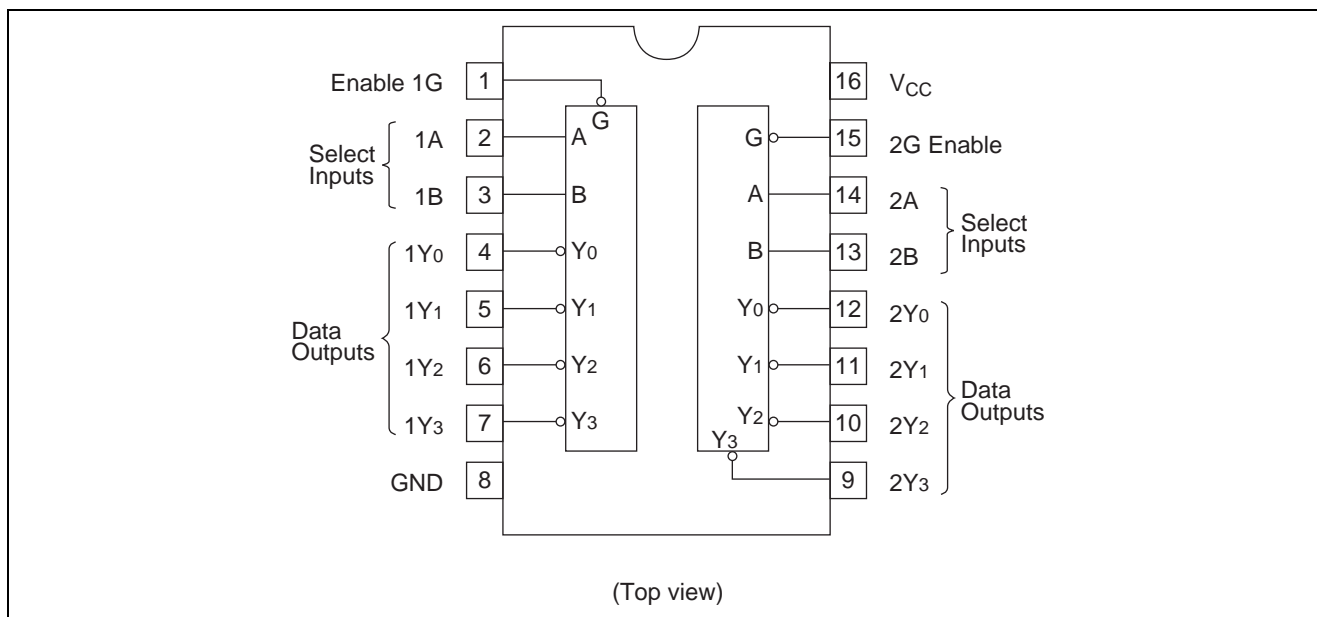 Enable 1G 1 G 16 VCC
1A 2 A G 15 2G Enable
Select Inputs
1B 3 B A 14 2A
Select Inputs
1Y0 4 Y0 B 13 2B
1Y1 5 Y1 Y0 12 2Y0
Data Outputs
1Y2 6 Y2 Y1 11 2Y1
Data Outputs
1Y3 7 Y3 Y2 10 2Y2
Y3
GND 8 9 2Y3
(Top view)